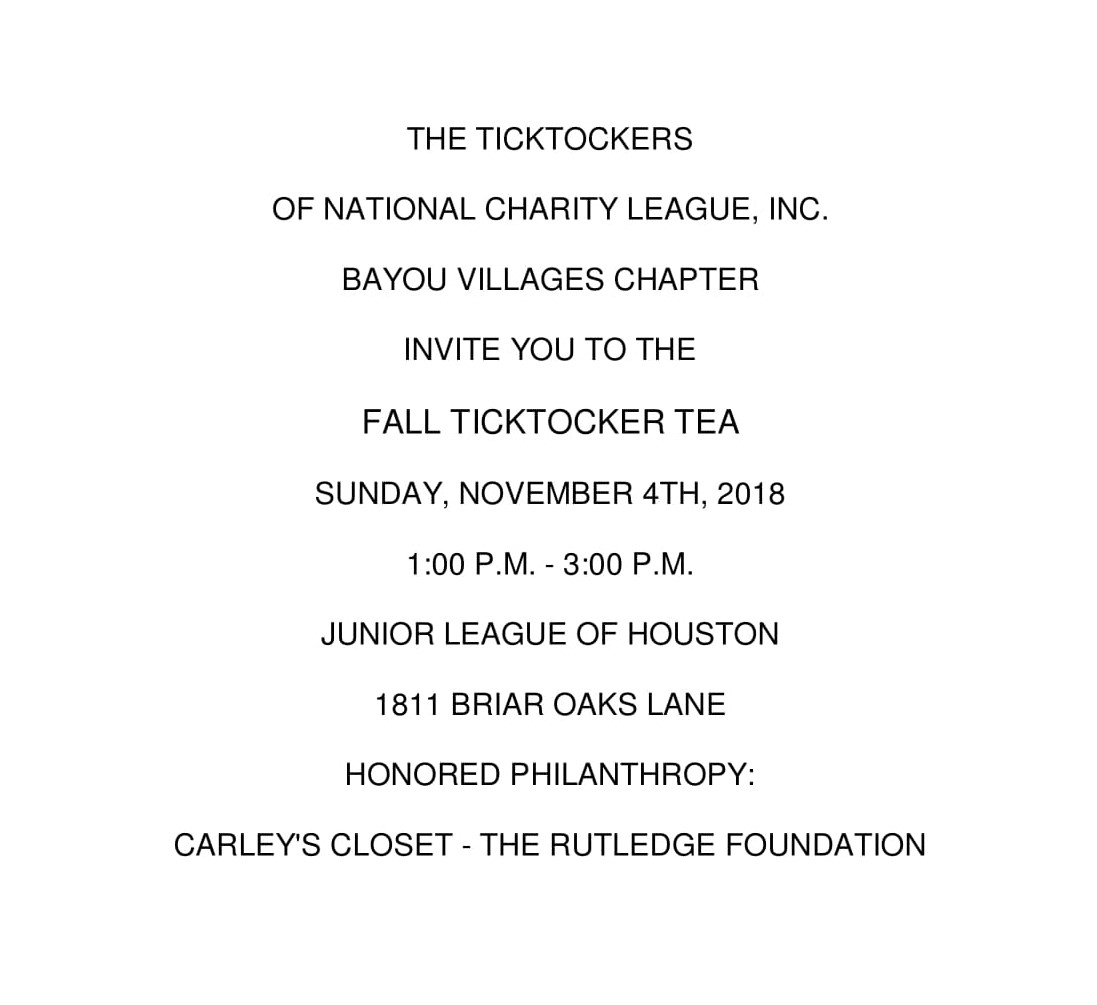 THE TICKTOCKERS
OF NATIONAL CHARITY LEAGUE, INC.
BAYOU VILLAGES CHAPTER
INVITE YOU TO THE
FALL TICKTOCKER TEA
SUNDAY, NOVEMBER 4TH, 2018
1:00 P.M. - 3:00 P.M.
JUNIOR LEAGUE OF HOUSTON
1811 BRIAR OAKS LANE
HONORED PHILANTHROPY:
CARLEY'S CLOSET - THE RUTLEDGE FOUNDATION